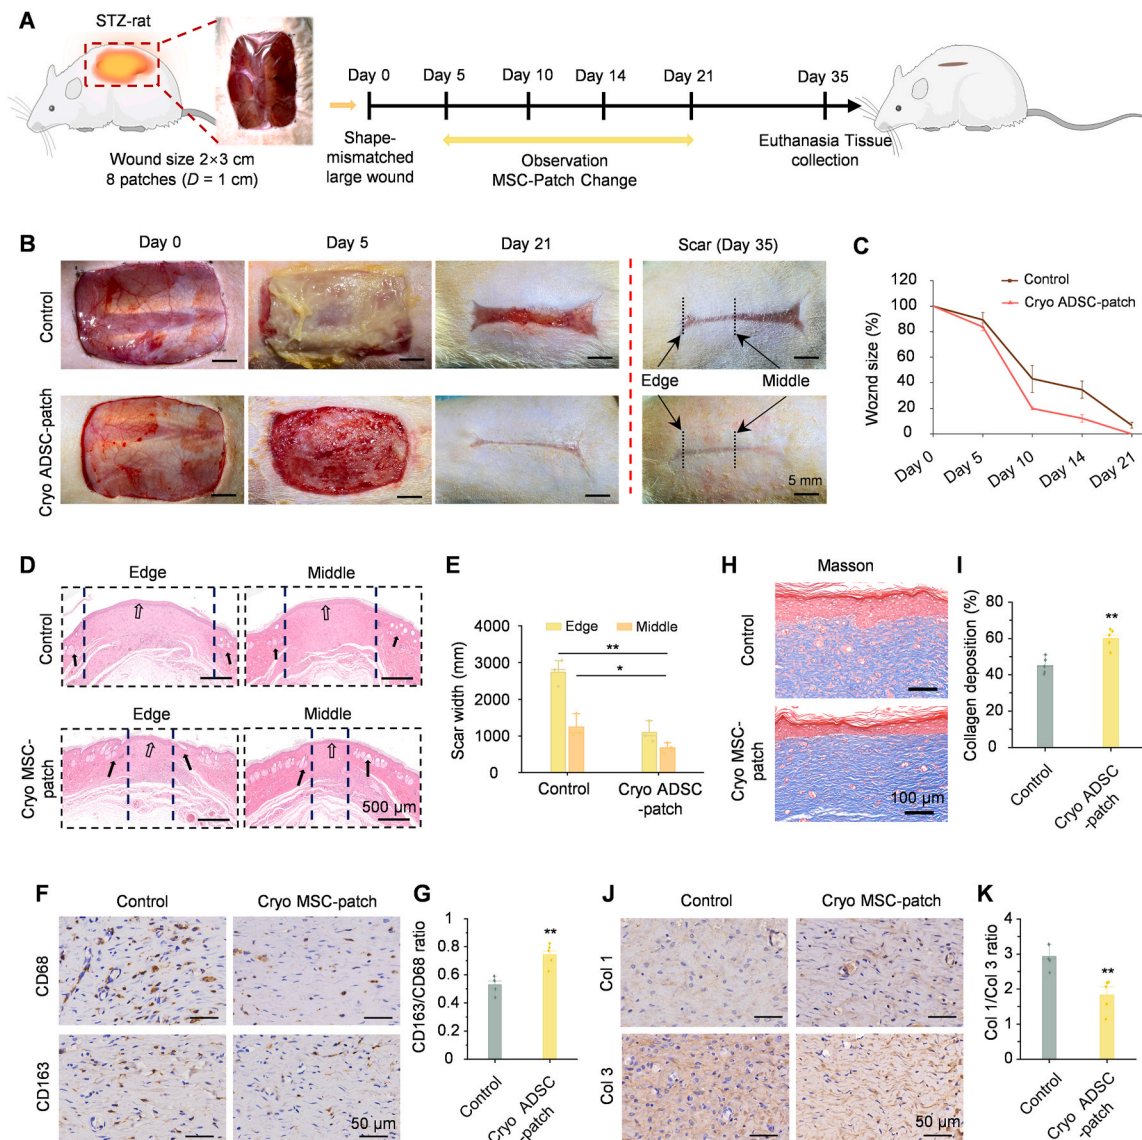 A
STZ-rat
Wound size 2×3 cm
8 patches (D = 1 cm)
Day 0
Day 5
Day 10
Day 14
Day 21
Day 35
Shape-
mismatched
large wound
Observation
MSC-Patch Change
Euthanasia Tissue
collection
B
Day 0
Day 5
Day 21
Scar (Day 35)
Control
Edge
Middle
Cryo ADSC-patch
5 mm
C
Control
Cryo ADSC-patch
Woznd size (%)
120
100
80
60
40
20
0
Day 0
Day 5
Day 10
Day 14
Day 21
D
Edge
Middle
Control
Edge
Middle
Cryo MSC-
patch
500 µm
E
Edge
Middle
Scar width (mm)
4000
3000
2000
1000
0
**
*
Control
Cryo ADSC
-patch
H
Masson
Control
Cryo MSC-
patch
100 µm
I
Collagen deposition (%)
80
60
40
20
0
**
Control
Cryo ADSC
-patch
F
Control
Cryo MSC-patch
CD68
CD163
50 µm
G
CD163/CD68 ratio
1
0.8
0.6
0.4
0.2
0
**
Control
Cryo ADSC
-patch
J
Control
Cryo MSC-patch
Col 1
Col 3
50 µm
K
Col 1/Col 3 ratio
4
3
2
1
0
**
Control
Cryo ADSC
-patch